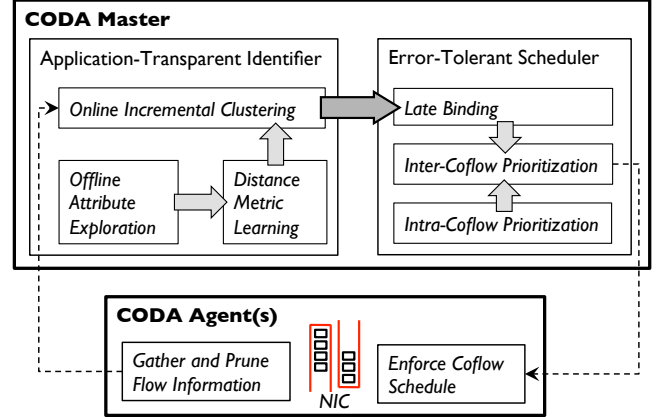 CODA Master
Application-Transparent Identifier
Online Incremental Clustering
Offline
Attribute
Exploration
Distance
Metric
Learning
Error-Tolerant Scheduler
Late Binding
Inter-Coflow Prioritization
Intra-Coflow Prioritization
CODA Agent(s)
Gather and Prune
Flow Information
NIC
Enforce Coflow
Schedule